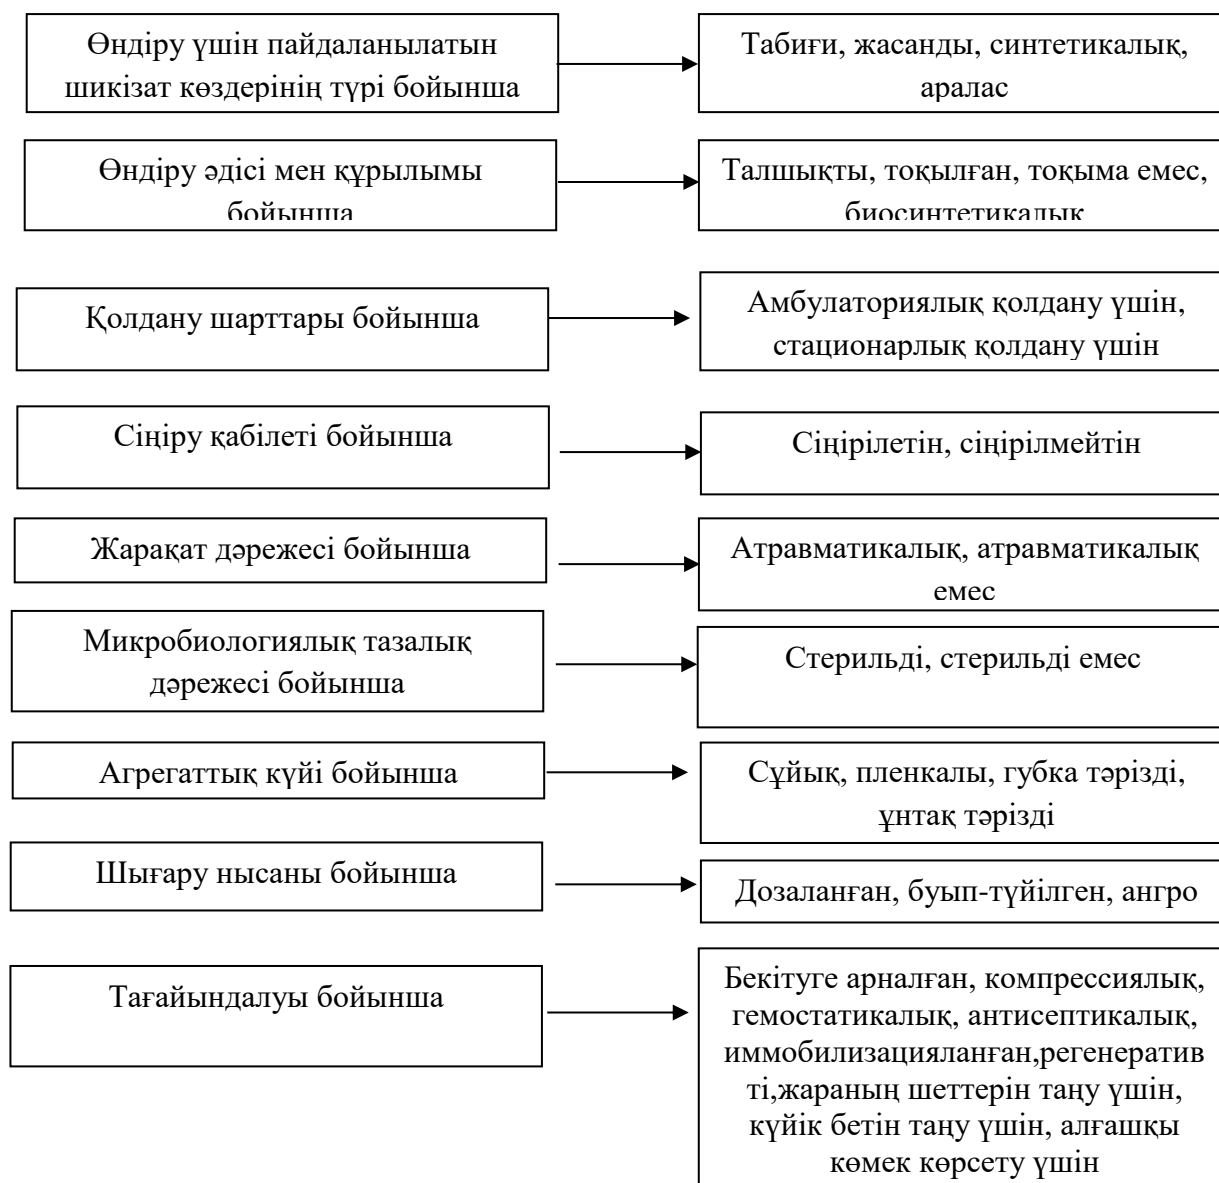 Өндіру үшін пайдаланылатын
шикізат көздерінің түрі бойынша
Табиғи, жасанды, синтетикалық,
аралас
Өндіру әдісі мен құрылымы
бойынша
Талшықты, тоқылған, тоқыма емес,
биосинтетикалық
Қолдану шарттары бойынша
Амбулаториялық қолдану үшін,
стационарлық қолдану үшін
Сіңіру қабілеті бойынша
Сіңірілетін, сіңірілмейтін
Жарақат дәрежесі бойынша
Атравматикалық, атравматикалық
емес
Микробиологиялық тазалық
дәрежесі бойынша
Стерильді, стерильді емес
Агрегаттық күйі бойынша
Сұйық, пленкалы, губка тәрізді,
ұнтақ тәрізді
Шығару нысаны бойынша
Дозаланған, буып-түйілген, ангро
Тағайындалуы бойынша
Бекітуге арналған, компрессиялық,
гемостатикалық, антисептикалық,
иммобилизацияланған,регенератив
ті,жараның шеттерін таңу үшін,
күйік бетін таңу үшін, алғашқы
көмек көрсету үшін